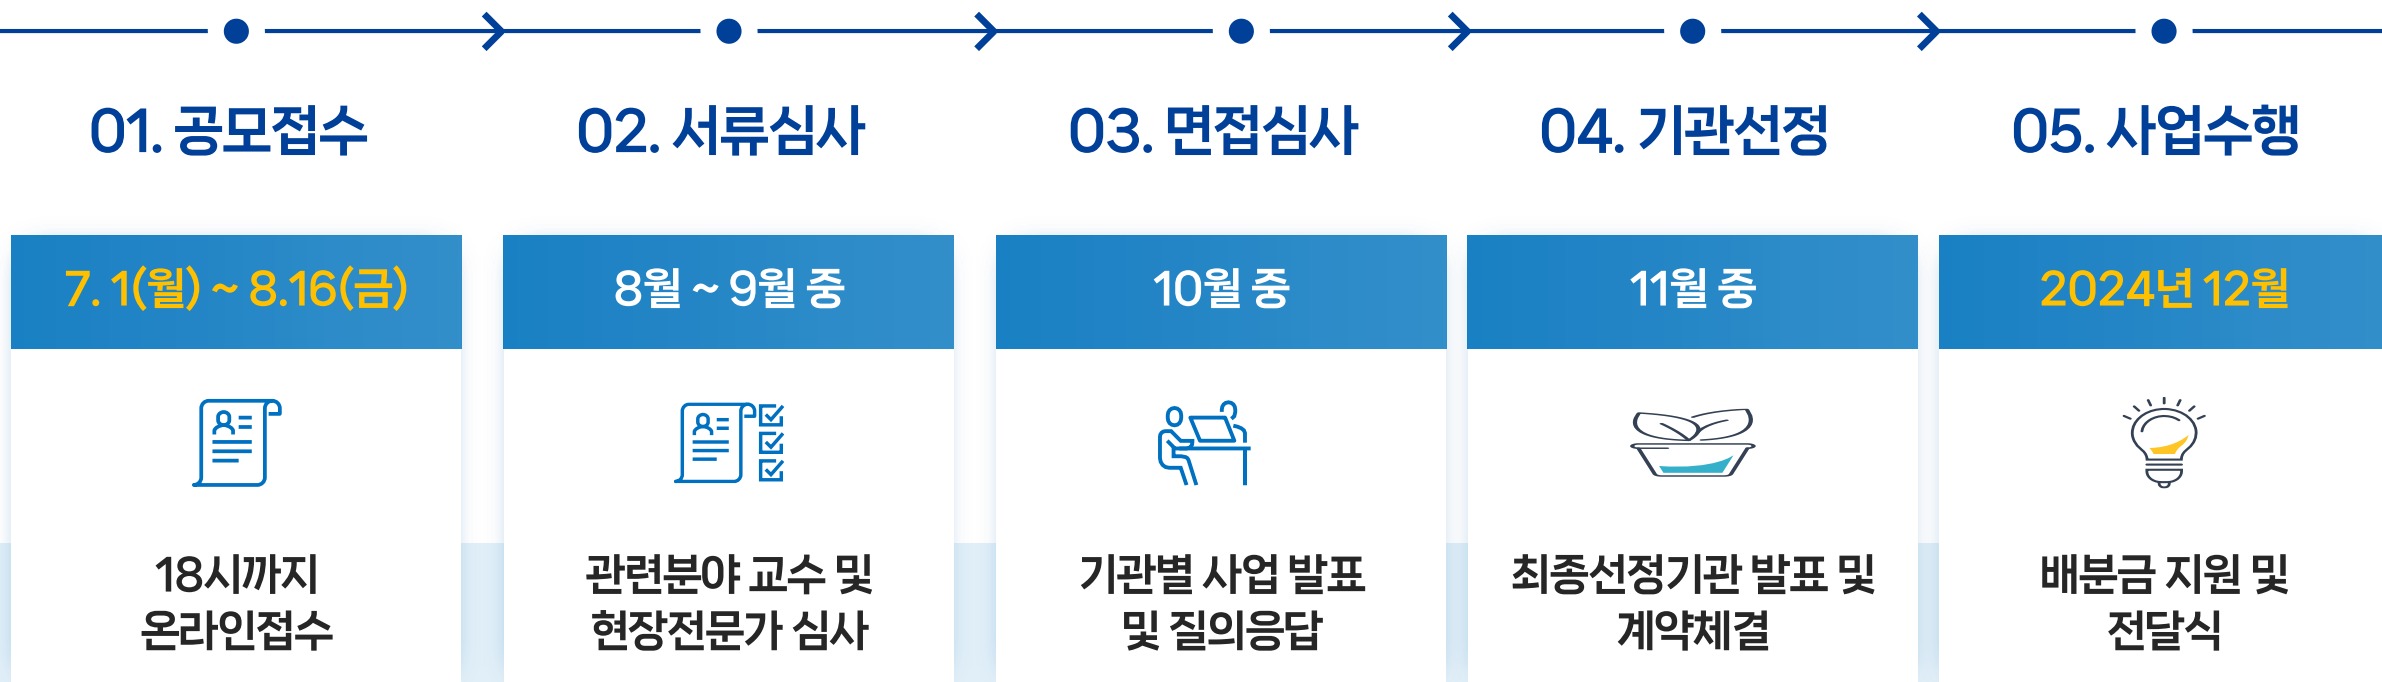 01. 공모접수
02. 서류심사
03. 면접심사
04. 기관선정
05. 사업수행
7. 1(월) ~ 8.16(금)
8월 ~ 9월 중
10월 중
11월 중
2024년 12월
18시까지
온라인접수
관련분야 교수 및
현장전문가 심사
기관별 사업 발표
및 질의응답
최종선정기관 발표 및
계약체결
배분금 지원 및
전달식